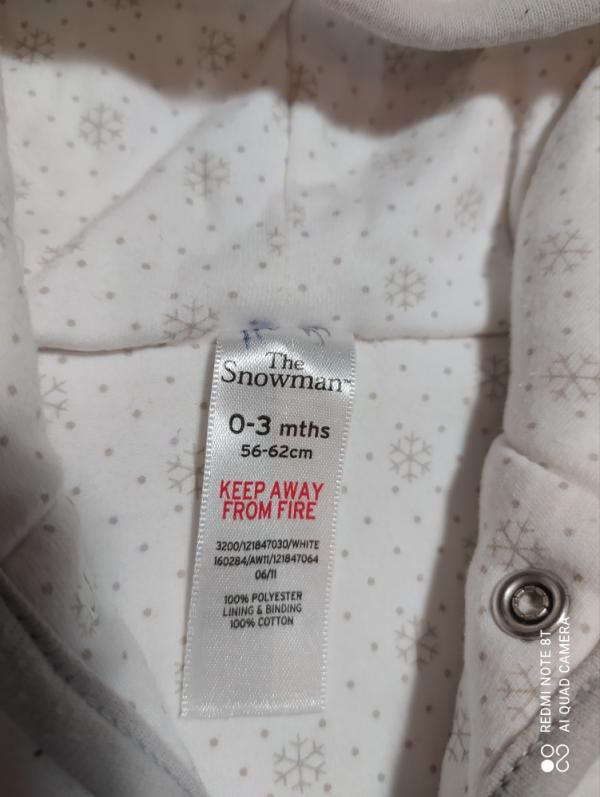 The
Snowman™
0-3 mths
56-62cm
KEEP AWAY
FROM FIRE
3200/121847030/WHITE
160284/AW11/121847064
06/11
100% POLYESTER
LINING & BINDING
100% COTTON
REDMI NOTE 8T
AI QUAD CAMERA